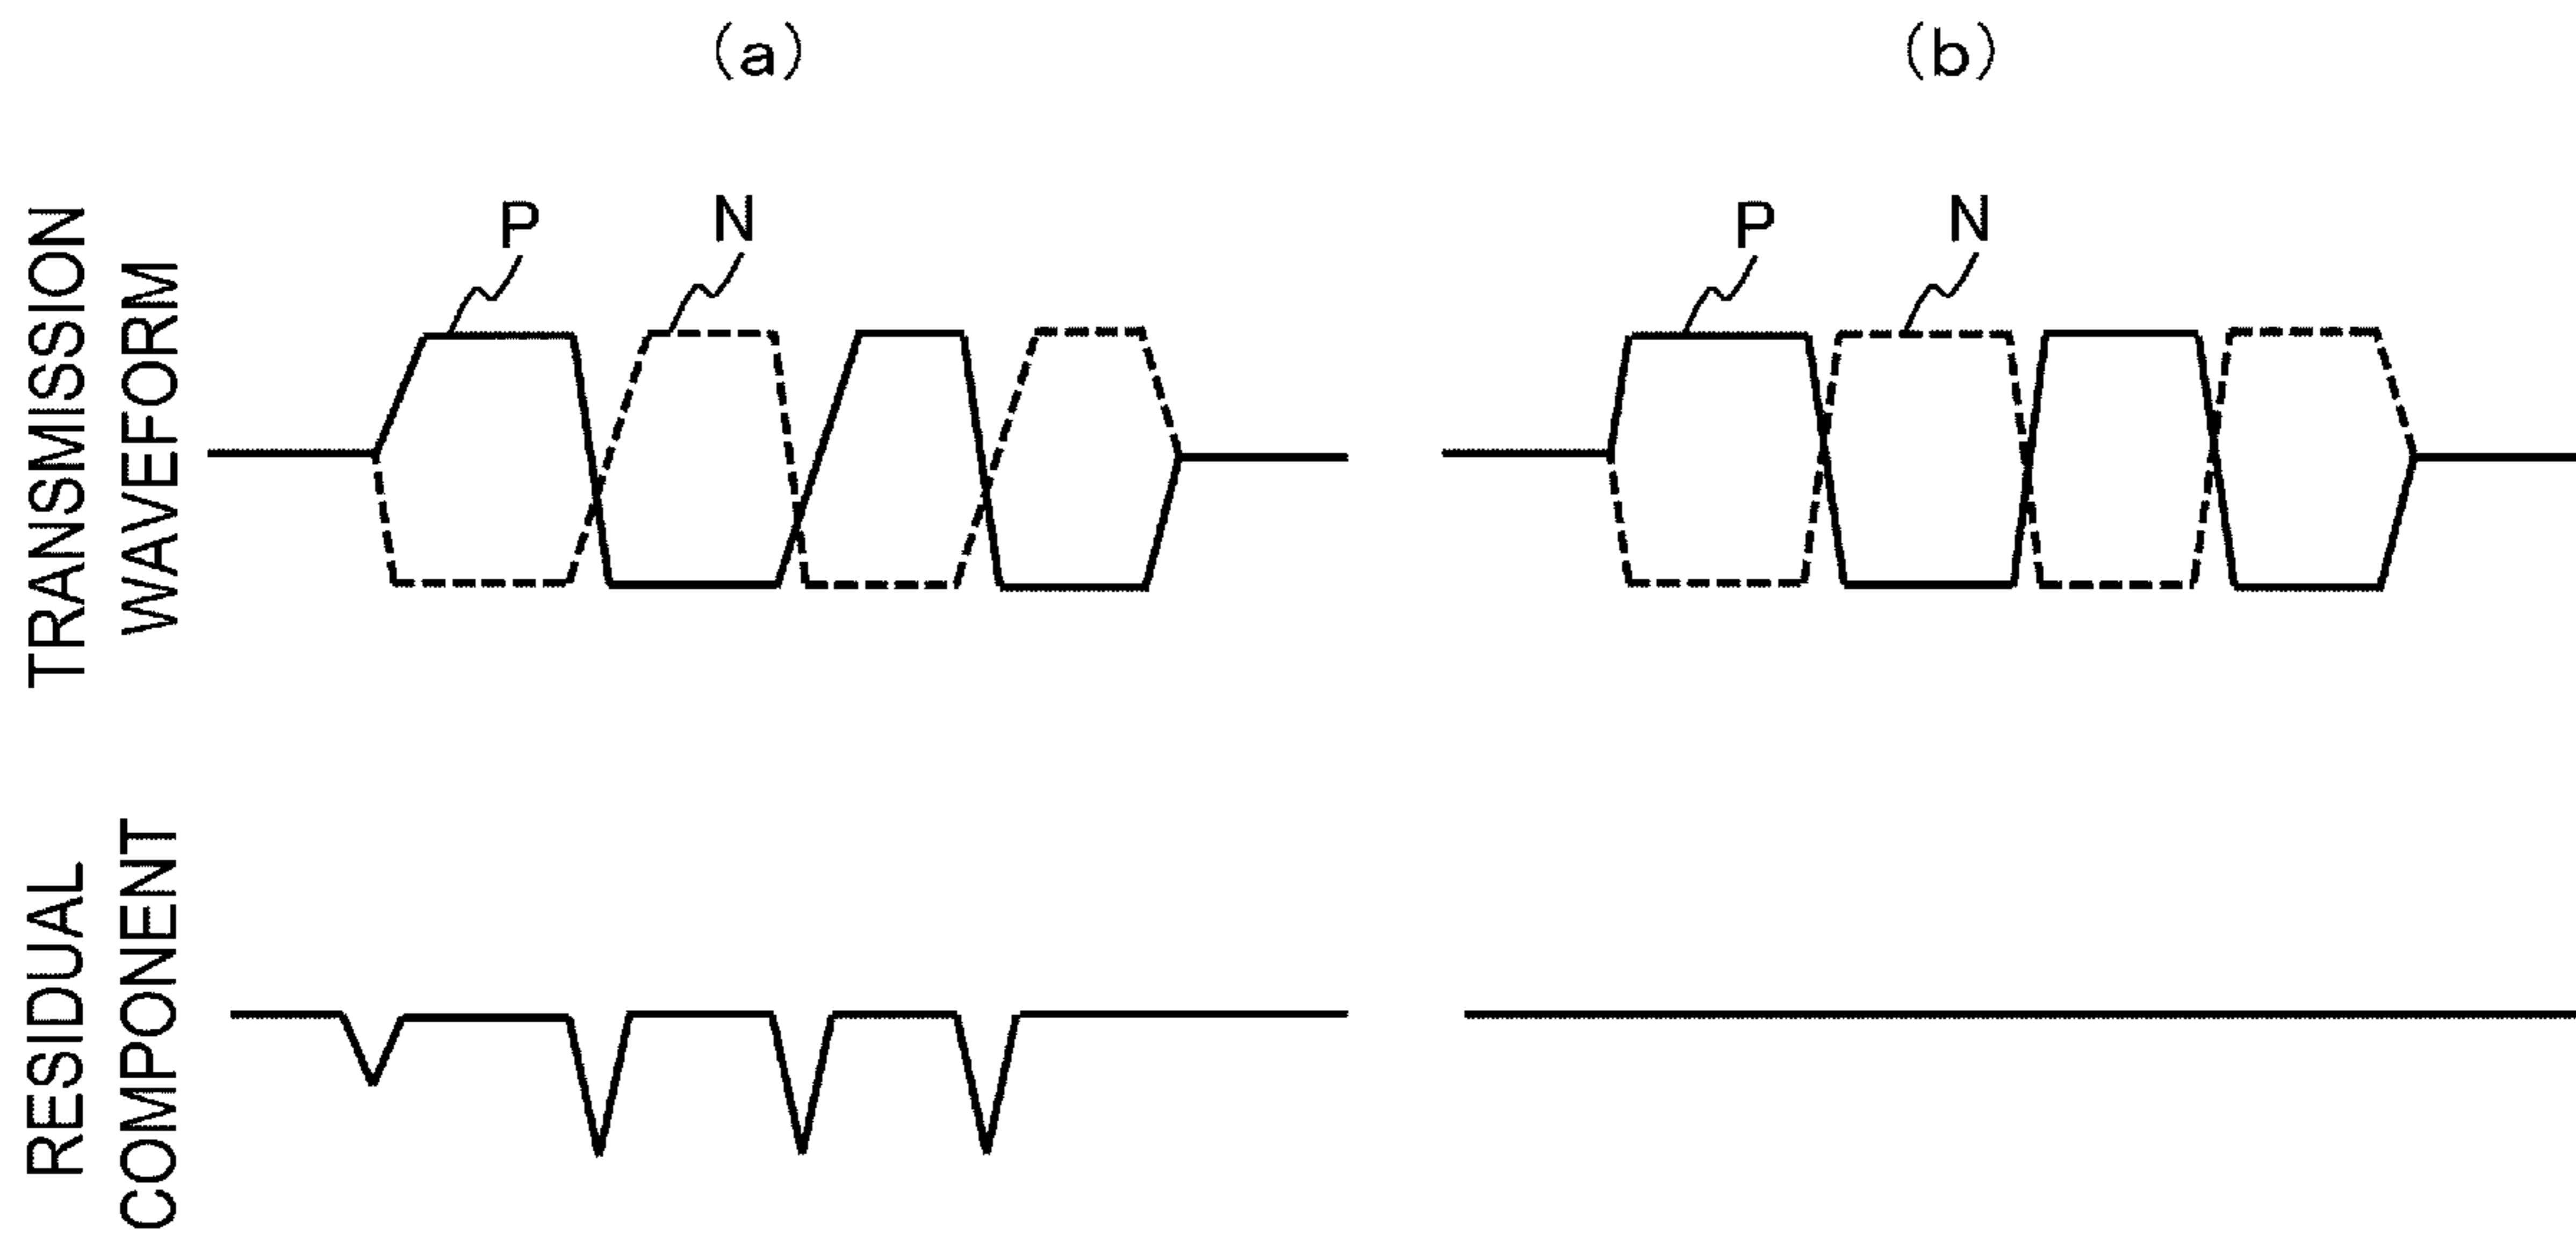 (a)
(b)
TRANSMISSION
WAVEFORM
P
N
P
N
RESIDUAL
COMPONENT